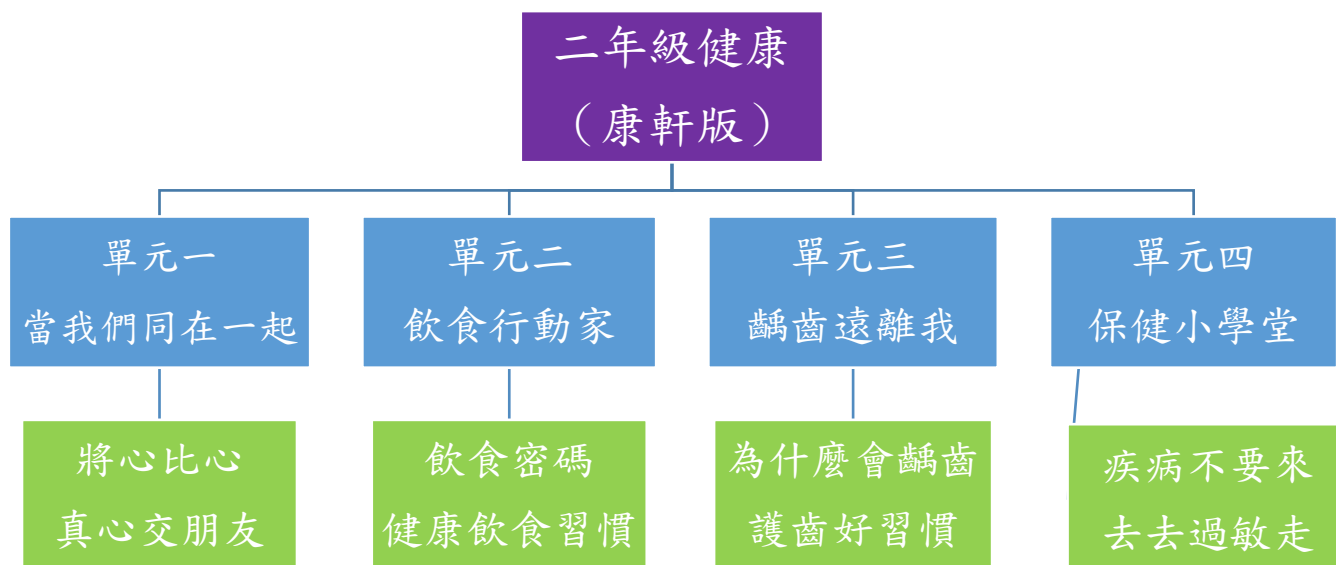 二年級健康
（康軒版）
單元一
當我們同在一起
單元二
飲食行動家
單元三
齲齒遠離我
單元四
保健小學堂
將心比心
真心交朋友
飲食密碼
健康飲食習慣
為什麼會齲齒
護齒好習慣
疾病不要來
去去過敏走